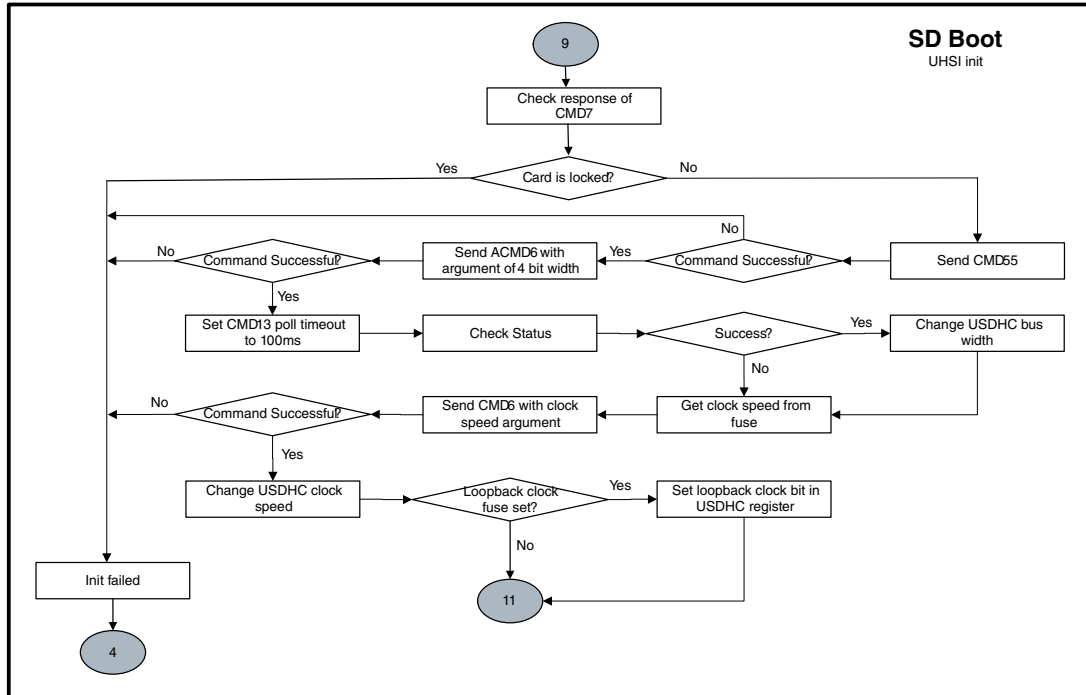 SD Boot
UHSI init
9
Check response of
CMD7
Yes
Card is locked?
No
No
No
Command Successful?
Send ACMD6 with
argument of 4 bit width
Yes
Command Successful?
Send CMD55
Yes
Set CMD13 poll timeout
to 100ms
Check Status
Success?
Yes
Change USDHC bus
width
No
No
Command Successful?
Send CMD6 with clock
speed argument
Get clock speed from
fuse
Yes
Change USDHC clock
speed
Loopback clock
fuse set?
Yes
Set loopback clock bit in
USDHC register
No
Init failed
11
4